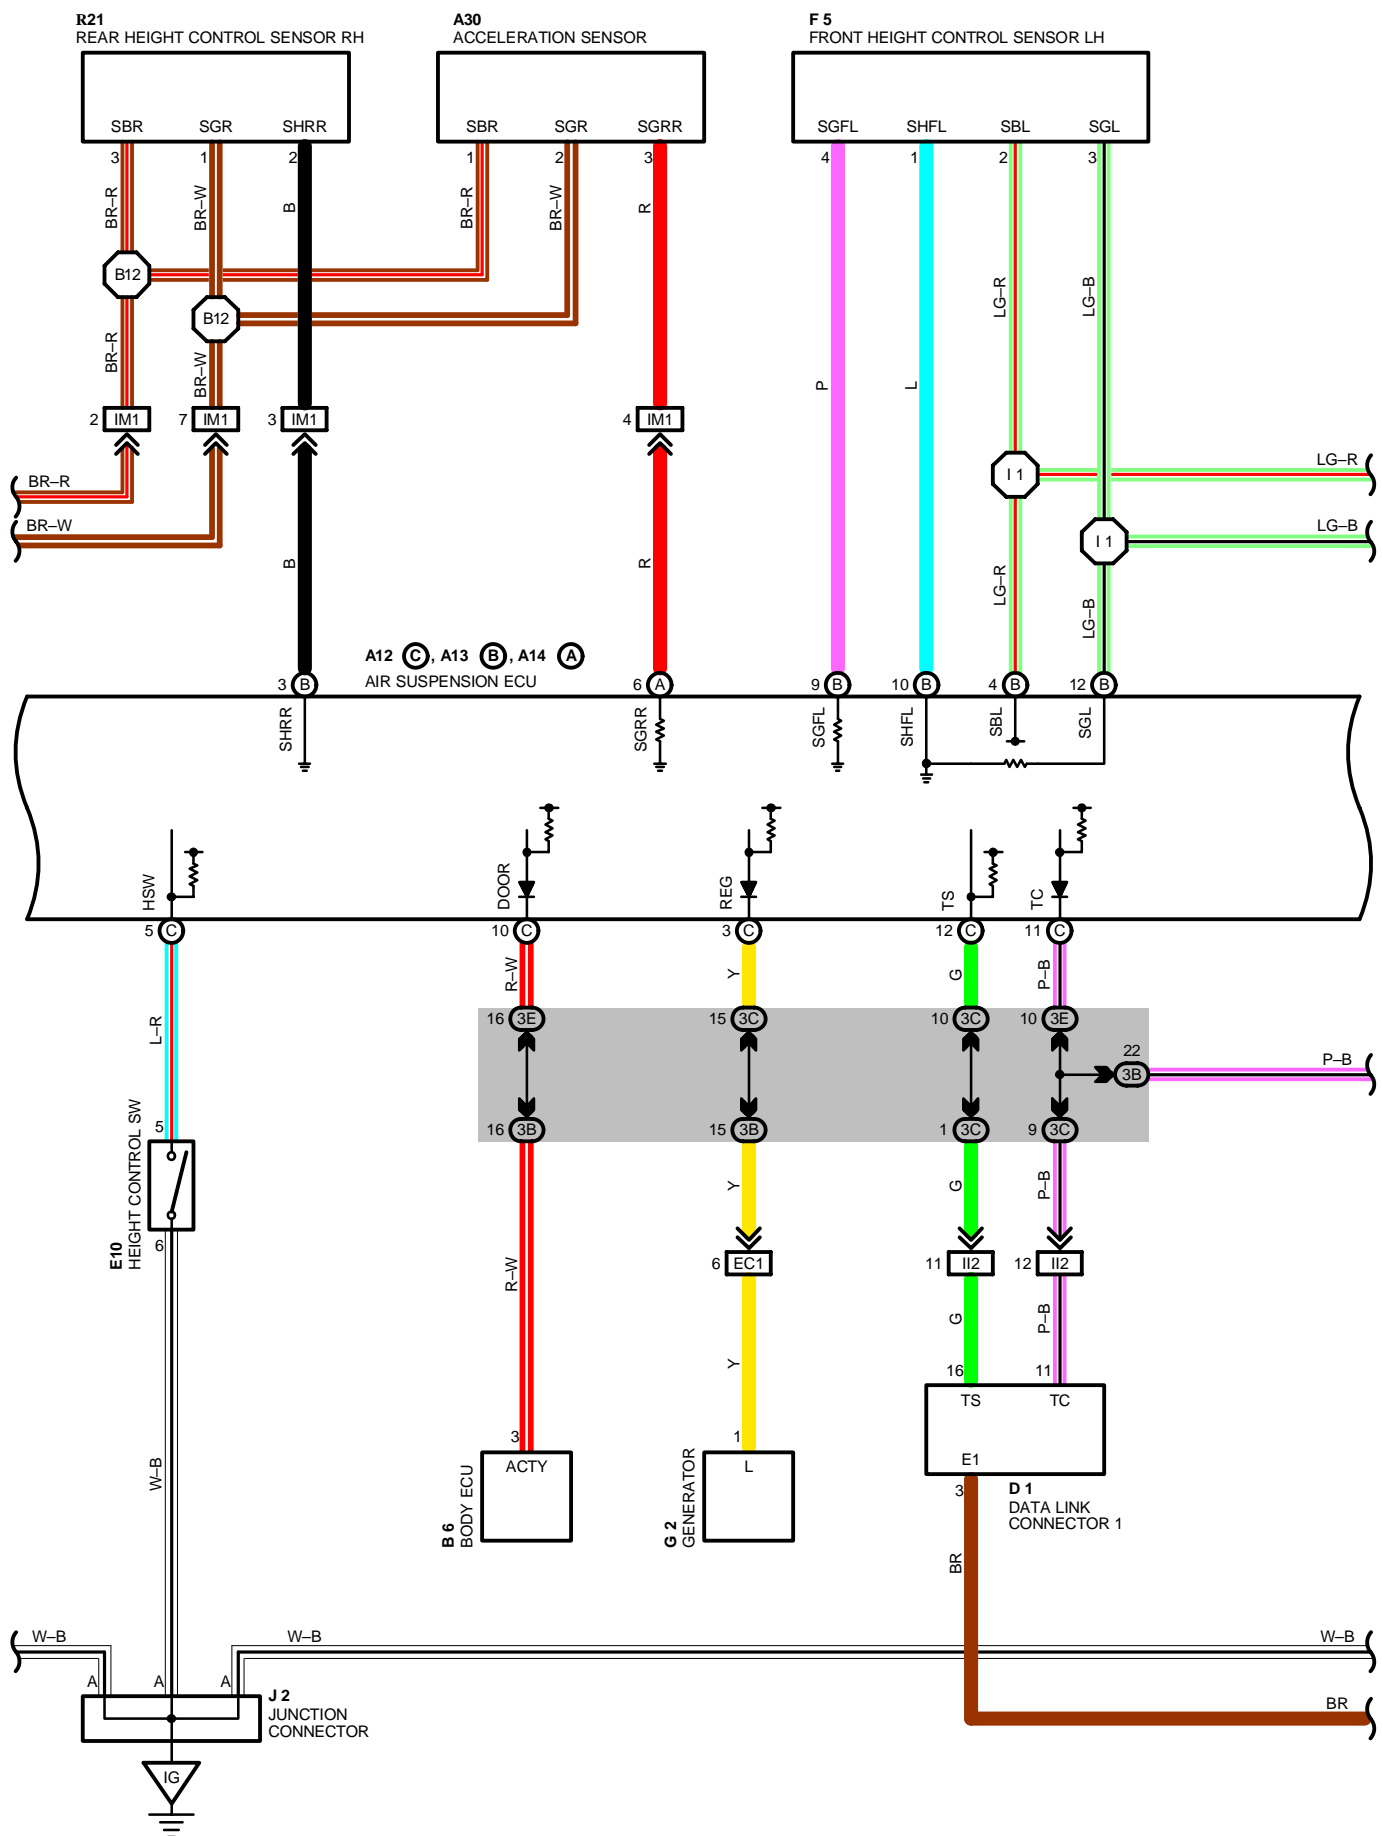 R21
REAR HEIGHT CONTROL SENSOR RH
A30
ACCELERATION SENSOR
F 5
FRONT HEIGHT CONTROL SENSOR LH
SBR SGR SHRR
SBR SGR SGRR
SGFL SHFL SBL SGL
3 1 2
1 2 3
4 1 2 3
BR–R BR–W B
BR–R BR–W R
B12
B12
LG–R LG–B
BR–R BR–W
P L
2 IM1 7 IM1 3 IM1
4 IM1
BR–R
BR–W
I 1
LG–R
I 1
LG–B
B
R
LG–R LG–B
A12 C , A13 B , A14 A
AIR SUSPENSION ECU
3 B
6 A
9 B
10 B
4 B
12 B
SHRR SGRR SGFL SHFL SBL SGL
HSW DOOR REG TS TC
5 C
10 C
3 C
12 C
11 C
L–R
R–W Y G P–B
16 3E
15 3C
10 3C
10 3E
22
3B
P–B
16 3B
15 3B
1 3C
9 3C
5
E10
HEIGHT CONTROL SW
6
Y G P–B
R–W
6 EC1
11 II2
12 II2
Y G P–B
16 11
TS TC
E1
3
D 1
DATA LINK
CONNECTOR 1
3
ACTY
B 6
BODY ECU
1
L
G 2
GENERATOR
W–B
BR
W–B
W–B
W–B
A A A
J 2
JUNCTION
CONNECTOR
BR
IG